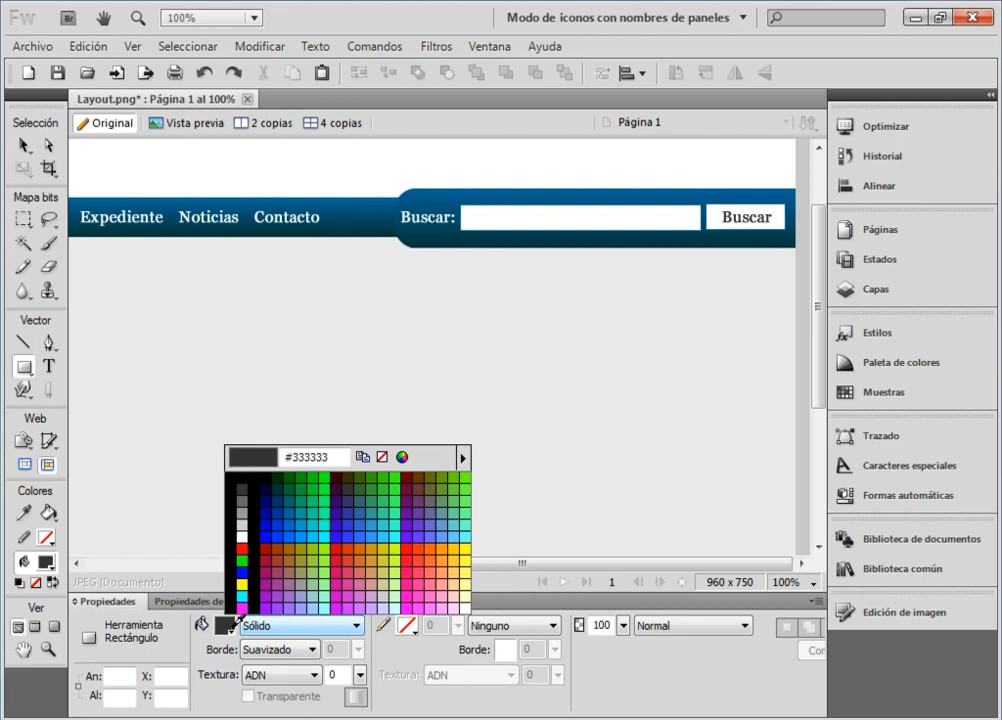 Fw
Br
100%
Modo de iconos con nombres de paneles
Archivo Edición Ver Seleccionar Modificar Texto Comandos Filtros Ventana Ayuda
Layout.png* : Página 1 al 100%
Original Vista previa 2 copias 4 copias Página 1
Selección
Mapa bits
Vector
T
Web
Colores
Ver
Expediente Noticias Contacto Buscar: Buscar
#333333
JPEG (Documento)
1 960 x 750 100%
Propiedades Propiedades de
Herramienta
Rectángulo
An: X:
Al: Y:
Sólido
Borde: Suavizado 0
Textura: ADN 0
Transparente
0 Ninguno
Borde: 0
Textura: ADN 0
100 Normal
Con
Optimizar
Historial
Alinear
Páginas
Estados
Capas
Estilos
Paleta de colores
Muestras
Trazado
Caracteres especiales
Formas automáticas
Biblioteca de documentos
Biblioteca común
Edición de imagen